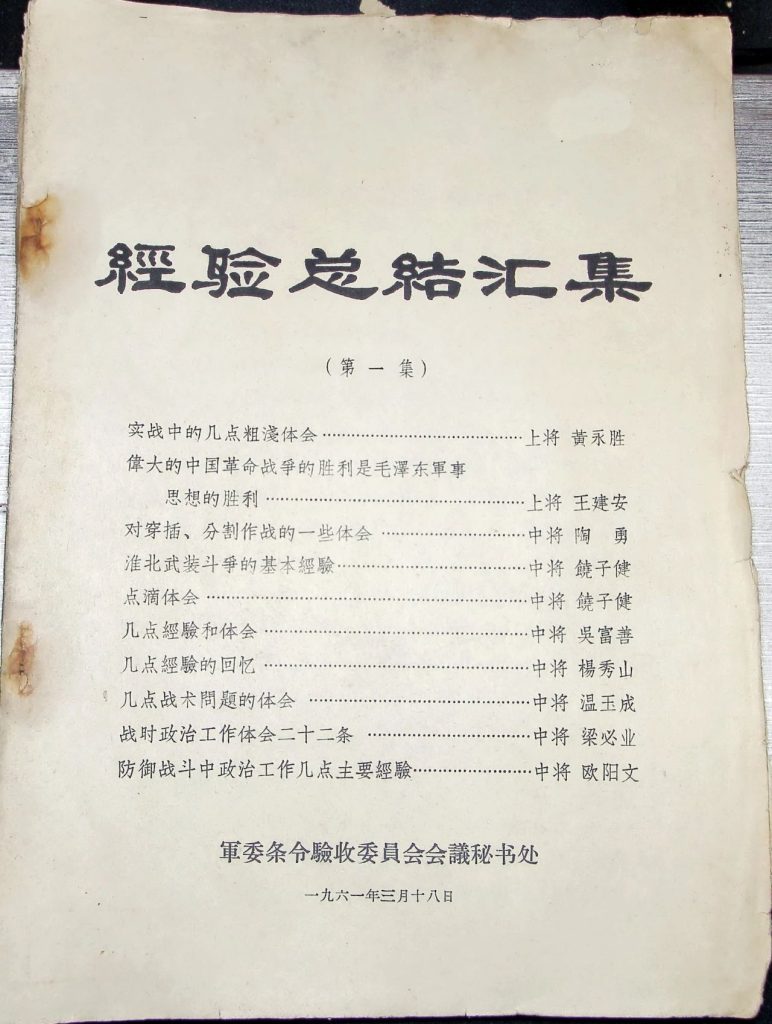 經验总結汇集
（第一集）
实战中的几点粗淺体会……………………………上将 黃永胜
偉大的中国革命战爭的胜利是毛澤东軍事
思想的胜利……………………………………上将 王建安
对穿插、分割作战的一些体会……………………中将 陶 勇
淮北武装斗爭的基本經驗…………………………中将 饒子健
点滴体会……………………………………………中将 饒子健
几点經驗和体会……………………………………中将 吳富善
几点經驗的回忆……………………………………中将 楊秀山
几点战术問題的体会………………………………中将 温玉成
战时政治工作体会二十二条………………………中将 梁必业
防御战斗中政治工作几点主要經驗………………中将 欧阳文
軍委条令驗收委員会会議秘书处
一九六一年三月十八日